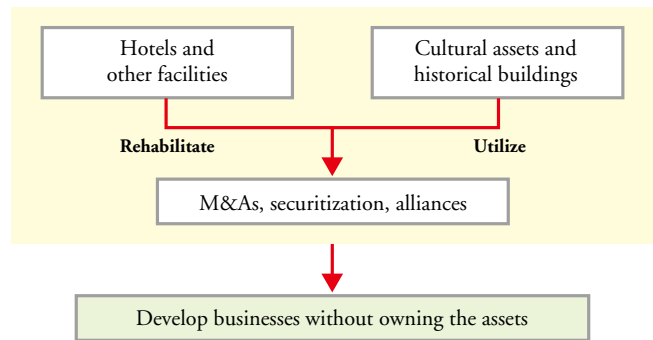 Hotels and
other facilities
Cultural assets and
historical buildings
Rehabilitate
Utilize
M&As, securitization, alliances
Develop businesses without owning the assets